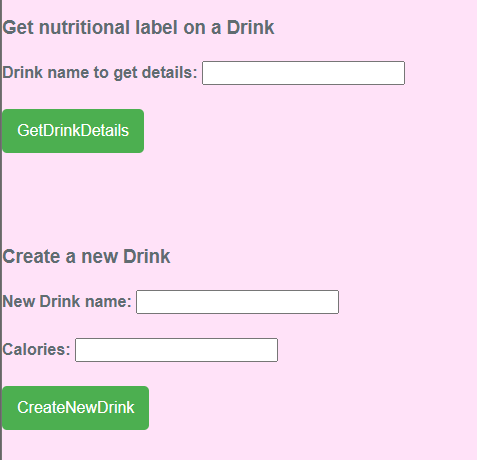 Get nutritional label on a Drink
Drink name to get details:
GetDrinkDetails
Create a new Drink
New Drink name:
Calories:
CreateNewDrink